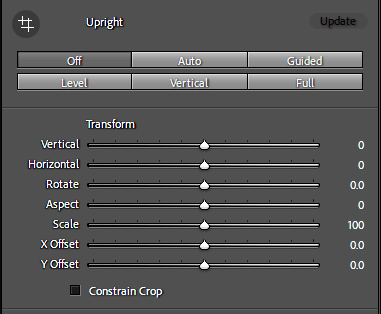 Upright Update
Off Auto Guided
Level Vertical Full
Transform
Vertical 0
Horizontal 0
Rotate 0.0
Aspect 0
Scale 100
X Offset 0.0
Y Offset 0.0
Constrain Crop